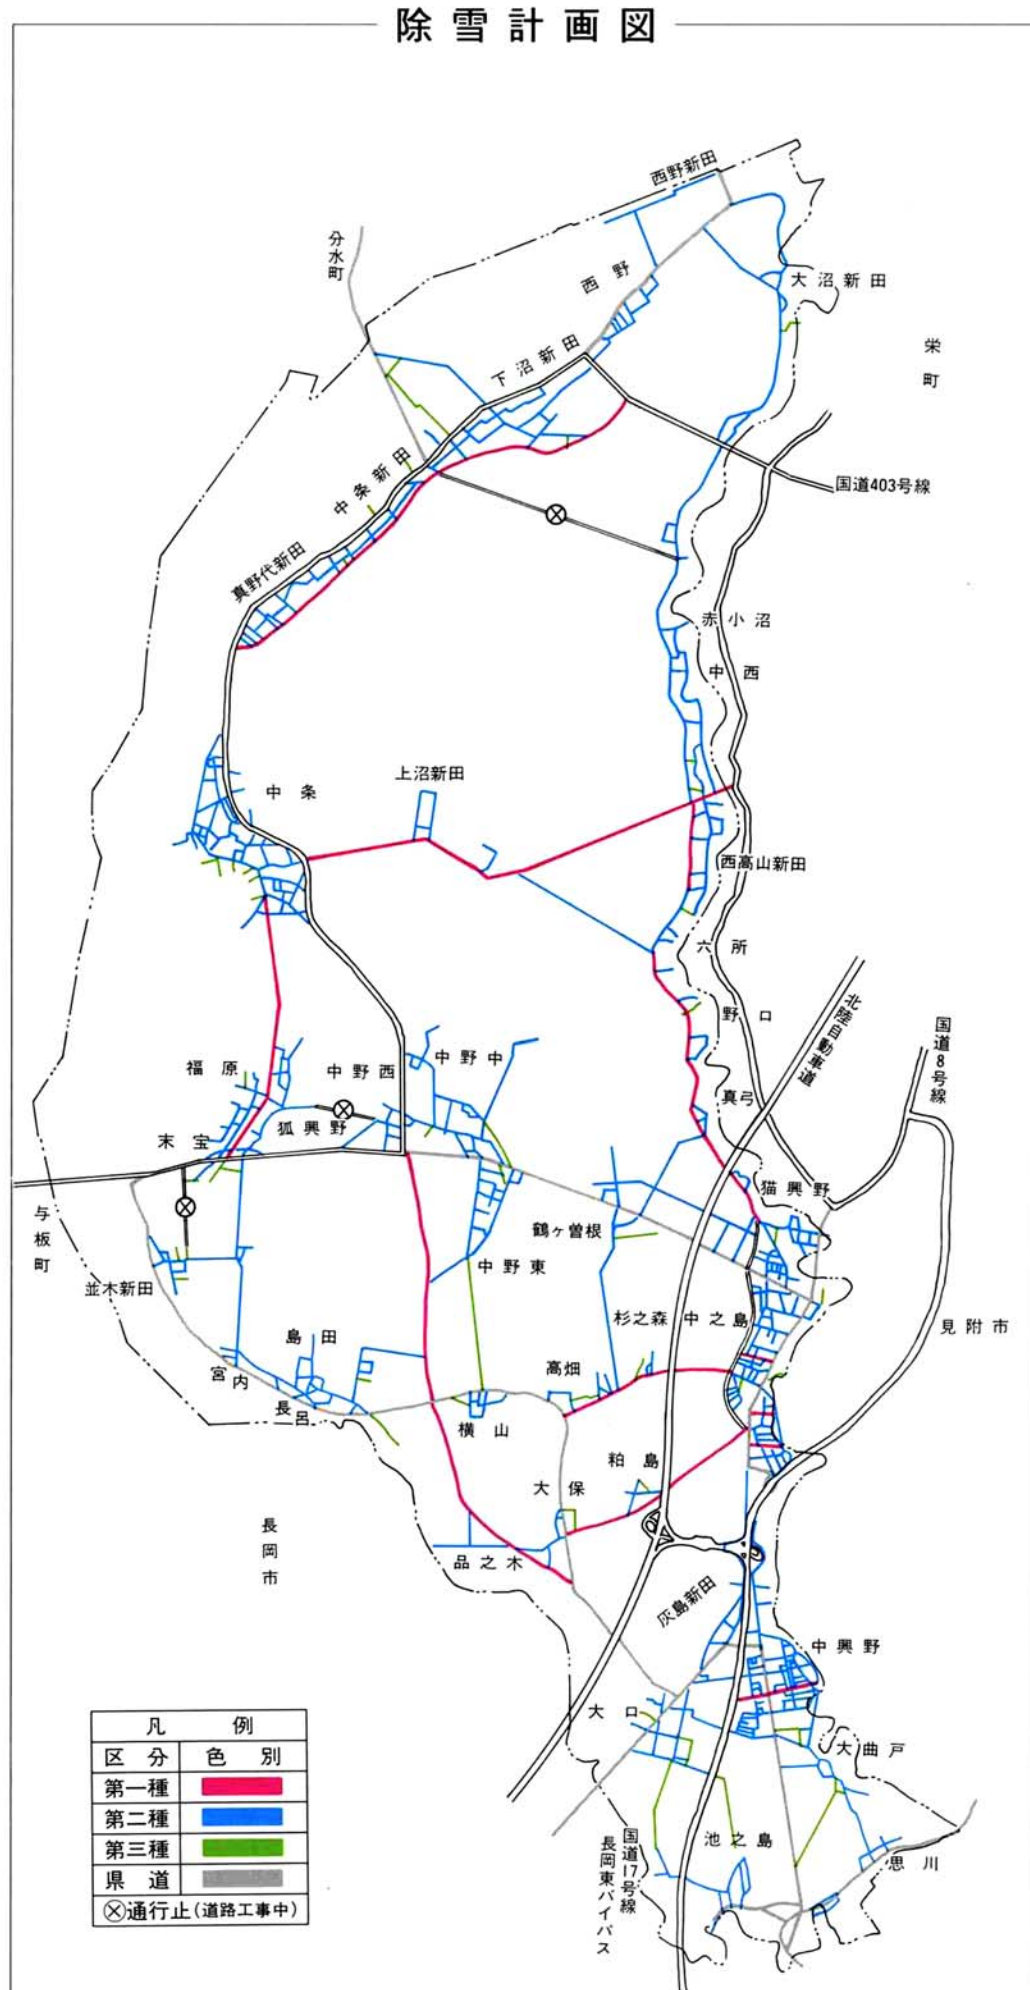 除雪計画図
西野新田
分水町
西野
大沼新田
栄町
下沼新田
国道403号線
中条新田
真野代新田
赤小沼
中西
上沼新田
中条
西高山新田
六所
北陸自動車道
野口
国道8号線
福原
中野西
中野中
真弓
狐興野
末宝
猫興野
与板町
鶴ヶ曽根
中野東
並木新田
杉之森
中之島
見附市
島田
高畑
宮内
長呂
横山
粕島
大保
長岡市
品之木
灰島新田
中興野
大口
大曲戸
池之島
思川
国道17号線
長岡東バイパス
凡例
区分 色別
第一種
第二種
第三種
県道
⊗通行止(道路工事中)